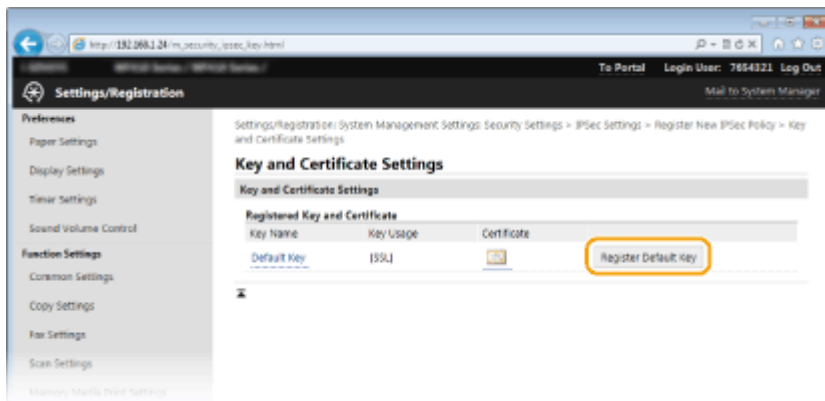 http://192.168.1.24/m_security_ipsec_key.html
To Portal Login User: 7654321 Log Out
Settings/Registration
Mail to System Manager
Preferences
Paper Settings
Display Settings
Timer Settings
Sound Volume Control
Function Settings
Common Settings
Copy Settings
Fax Settings
Scan Settings
Memory Media Print Settings
Settings/Registration: System Management Settings: Security Settings > IPSec Settings > Register New IPSec Policy > Key
and Certificate Settings
Key and Certificate Settings
Key and Certificate Settings
Registered Key and Certificate
Key Name Key Usage Certificate
Default Key [SSL] Register Default Key